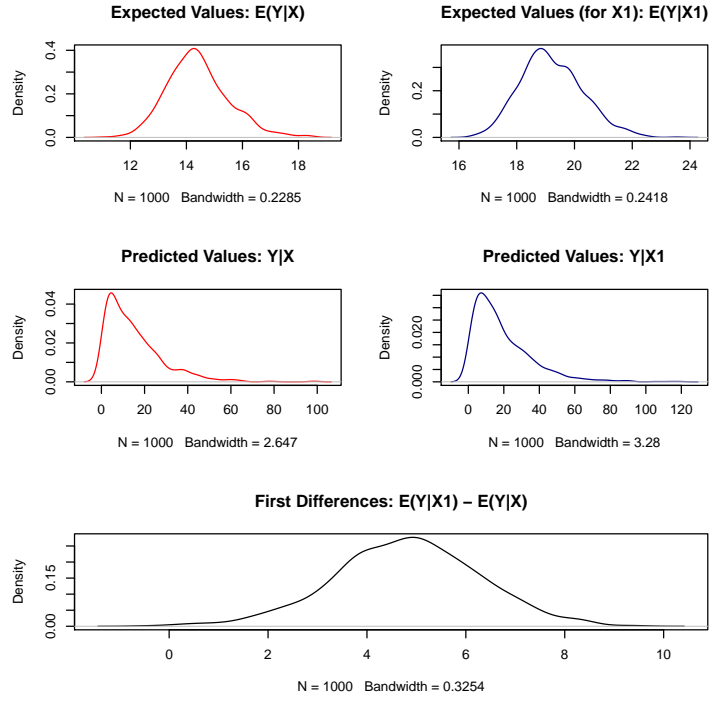 Expected Values: E(Y|X)
Density
0.0 0.2 0.4
12 14 16 18
N = 1000 Bandwidth = 0.2285
Expected Values (for X1): E(Y|X1)
Density
0.0 0.2
16 18 20 22 24
N = 1000 Bandwidth = 0.2418
Predicted Values: Y|X
Density
0.00 0.02 0.04
0 20 40 60 80 100
N = 1000 Bandwidth = 2.647
Predicted Values: Y|X1
Density
0.000 0.020
0 20 40 60 80 100 120
N = 1000 Bandwidth = 3.28
First Differences: E(Y|X1) − E(Y|X)
Density
0.00 0.15
0 2 4 6 8 10
N = 1000 Bandwidth = 0.3254